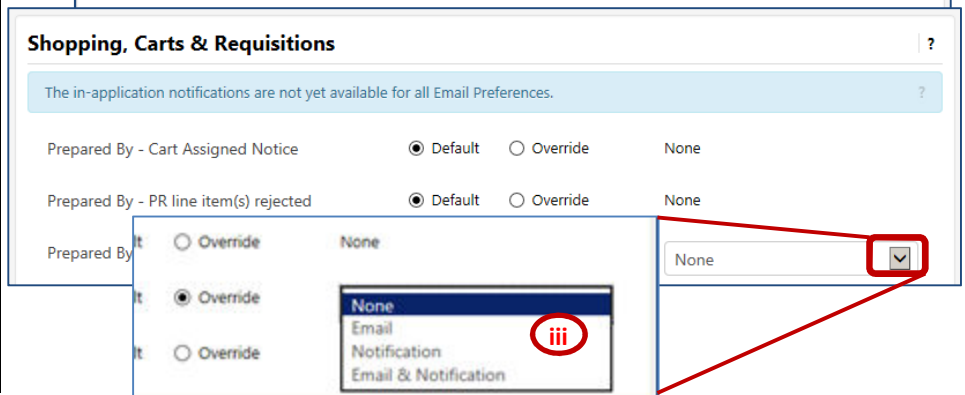 Shopping, Carts & Requisitions ?
The in-application notifications are not yet available for all Email Preferences. ?
Prepared By - Cart Assigned Notice Default Override None
Prepared By - PR line item(s) rejected Default Override None
Prepared By None
lt Override None
lt Override None
Email
iii
Notification
lt Override Email & Notification